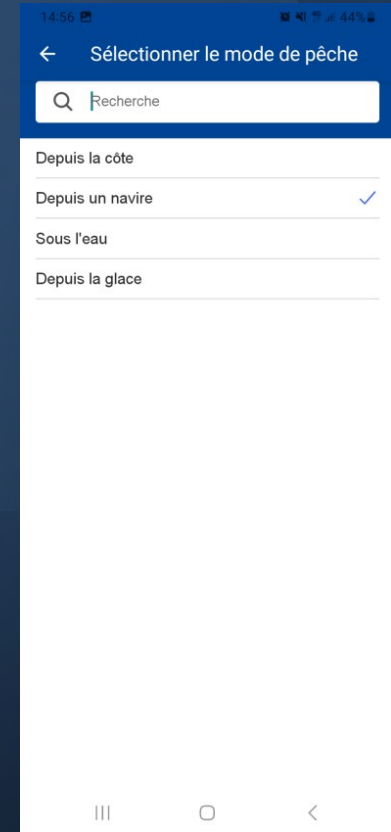 14:56 44%
Sélectionner le mode de pêche
Recherche
Depuis la côte
Depuis un navire
Sous l'eau
Depuis la glace